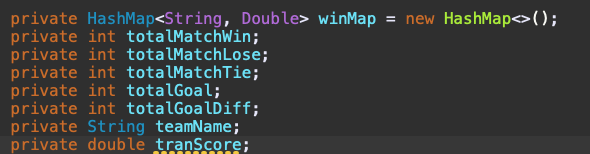 private HashMap<String, Double> winMap = new HashMap<>();
private int totalMatchWin;
private int totalMatchLose;
private int totalMatchTie;
private int totalGoal;
private int totalGoalDiff;
private String teamName;
private double tranScore;